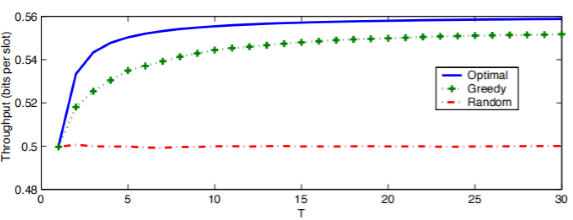 0.56
0.54
0.52
0.5
0.48
Throughput (bits per slot)
Optimal
Greedy
Random
0 5 10 15 20 25 30
T